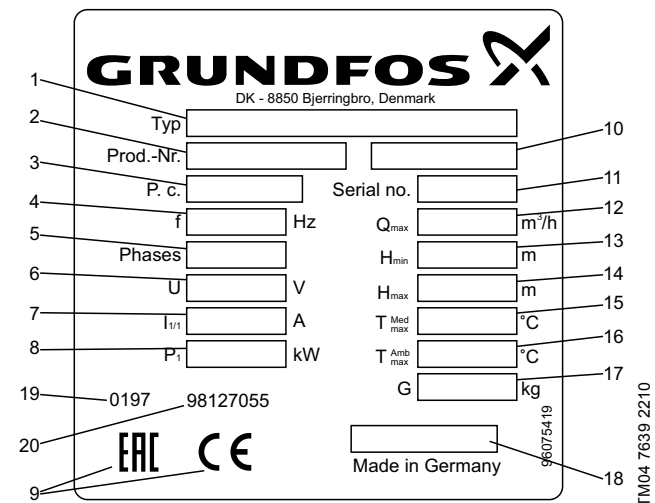 GRUNDFOS
DK - 8850 Bjerringbro, Denmark
1 Typ
2 Prod.-Nr. 10
3 P. c. Serial no. 11
4 f Hz Qmax m³/h 12
5 Phases Hmin m 13
6 U V Hmax m 14
7 I1/1 A T Med max °C 15
8 P1 kW T Amb max °C 16
G kg 17
19 0197 98127055
20
EAC CE
9
Made in Germany 18
96075419
TM04 7639 2210